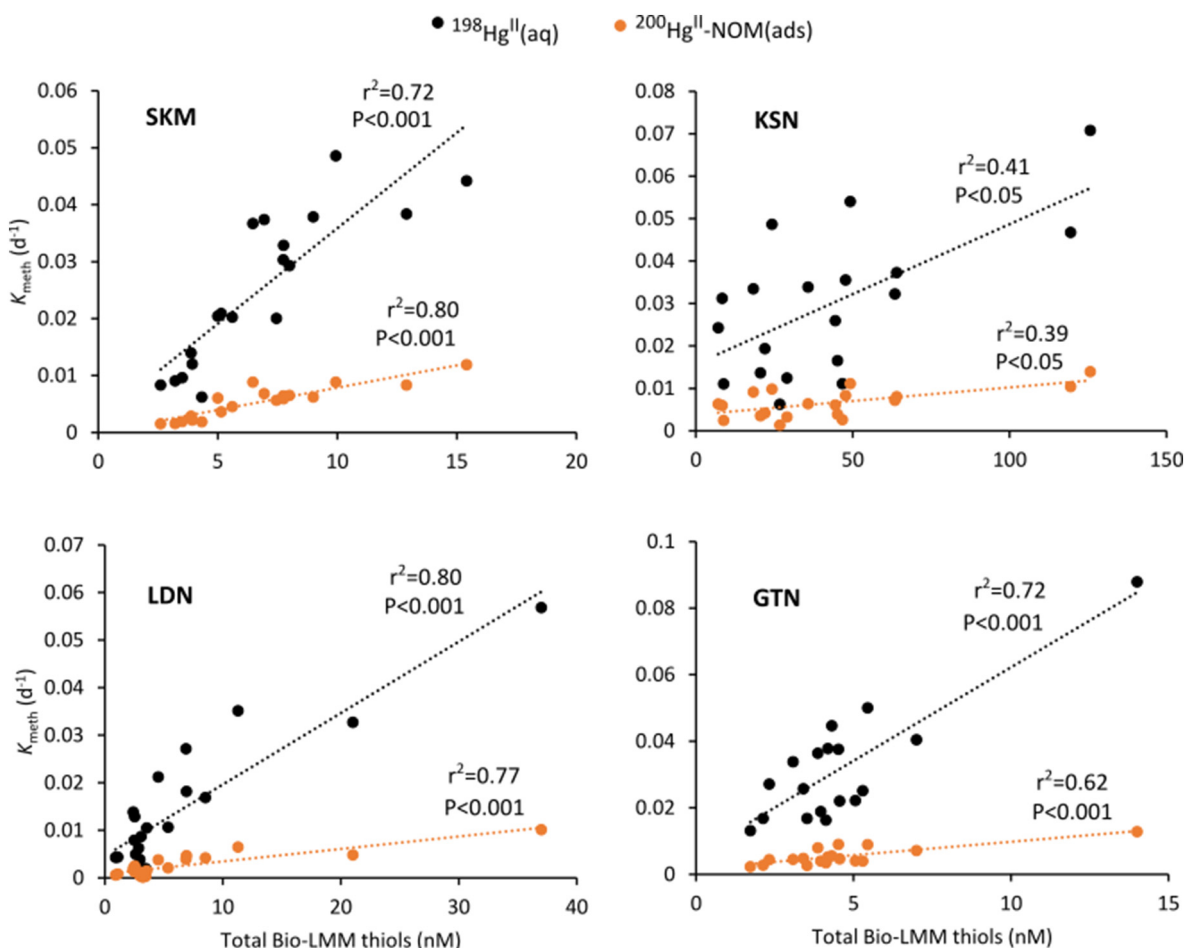 ¹⁹⁸Hgᴵᴵ(aq) ²⁰⁰Hgᴵᴵ-NOM(ads)
SKM
r²=0.72
P<0.001
r²=0.80
P<0.001
0.06
0.05
0.04
0.03
0.02
0.01
0
K_meth (d⁻¹)
0 5 10 15 20
KSN
r²=0.41
P<0.05
r²=0.39
P<0.05
0.08
0.07
0.06
0.05
0.04
0.03
0.02
0.01
0
0 50 100 150
LDN
r²=0.80
P<0.001
r²=0.77
P<0.001
0.07
0.06
0.05
0.04
0.03
0.02
0.01
0
K_meth (d⁻¹)
0 10 20 30 40
Total Bio-LMM thiols (nM)
GTN
r²=0.72
P<0.001
r²=0.62
P<0.001
0.1
0.08
0.06
0.04
0.02
0
0 5 10 15
Total Bio-LMM thiols (nM)